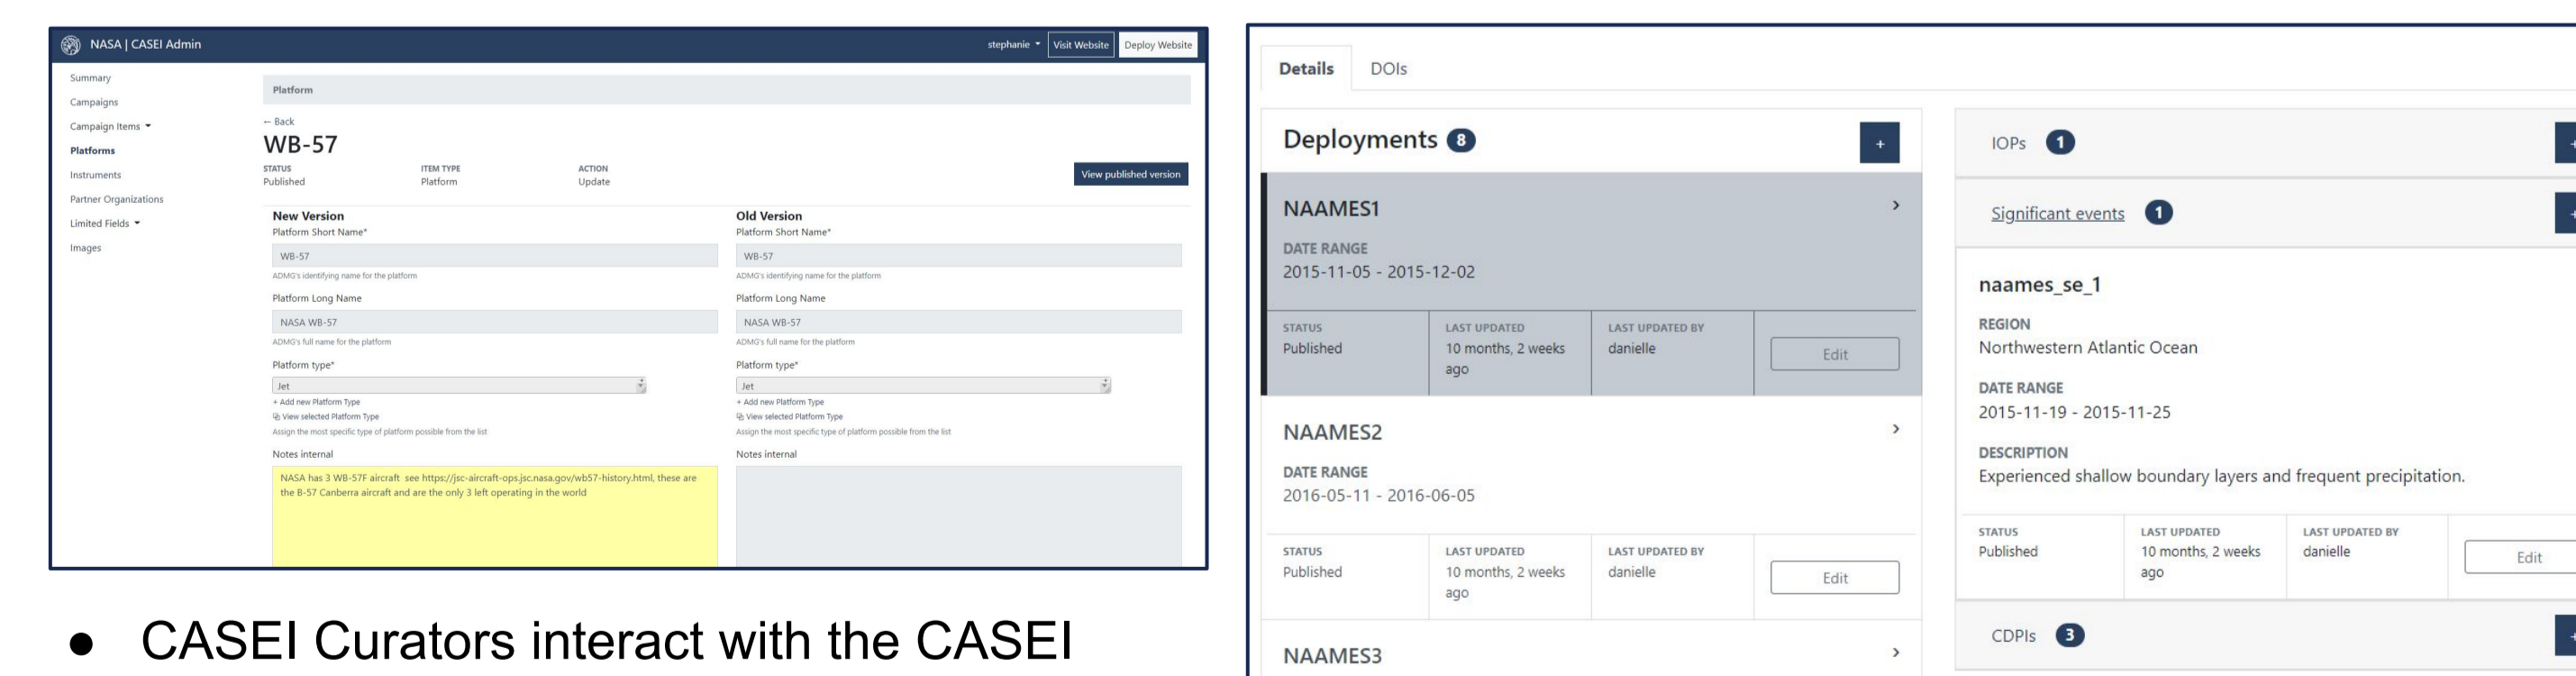 NASA | CASEI Admin
stephanie
Visit Website
Deploy Website
Summary
Campaigns
Campaign Items
Platforms
Instruments
Partner Organizations
Limited Fields
Images
Platform
← Back
WB-57
STATUS
Published
ITEM TYPE
Platform
ACTION
Update
View published version
New Version
Platform Short Name*
WB-57
ADMG's identifying name for the platform
Platform Long Name
NASA WB-57
ADMG's full name for the platform
Platform type*
Jet
+ Add new Platform Type
View selected Platform Type
Assign the most specific type of platform possible from the list
Notes internal
NASA has 3 WB-57F aircraft see https://jsc-aircraft-ops.jsc.nasa.gov/wb57-history.html, these are
the B-57 Canberra aircraft and are the only 3 left operating in the world
Old Version
Platform Short Name*
WB-57
ADMG's identifying name for the platform
Platform Long Name
NASA WB-57
ADMG's full name for the platform
Platform type*
Jet
+ Add new Platform Type
View selected Platform Type
Assign the most specific type of platform possible from the list
Notes internal
● CASEI Curators interact with the CASEI
Details
DOIs
Deployments 8
+
NAAMES1
DATE RANGE
2015-11-05 - 2015-12-02
STATUS
Published
LAST UPDATED
10 months, 2 weeks
ago
LAST UPDATED BY
danielle
Edit
NAAMES2
DATE RANGE
2016-05-11 - 2016-06-05
STATUS
Published
LAST UPDATED
10 months, 2 weeks
ago
LAST UPDATED BY
danielle
Edit
NAAMES3
IOPs 1
+
Significant events 1
+
naames_se_1
REGION
Northwestern Atlantic Ocean
DATE RANGE
2015-11-19 - 2015-11-25
DESCRIPTION
Experienced shallow boundary layers and frequent precipitation.
STATUS
Published
LAST UPDATED
10 months, 2 weeks
ago
LAST UPDATED BY
danielle
Edit
CDPIs 3
+